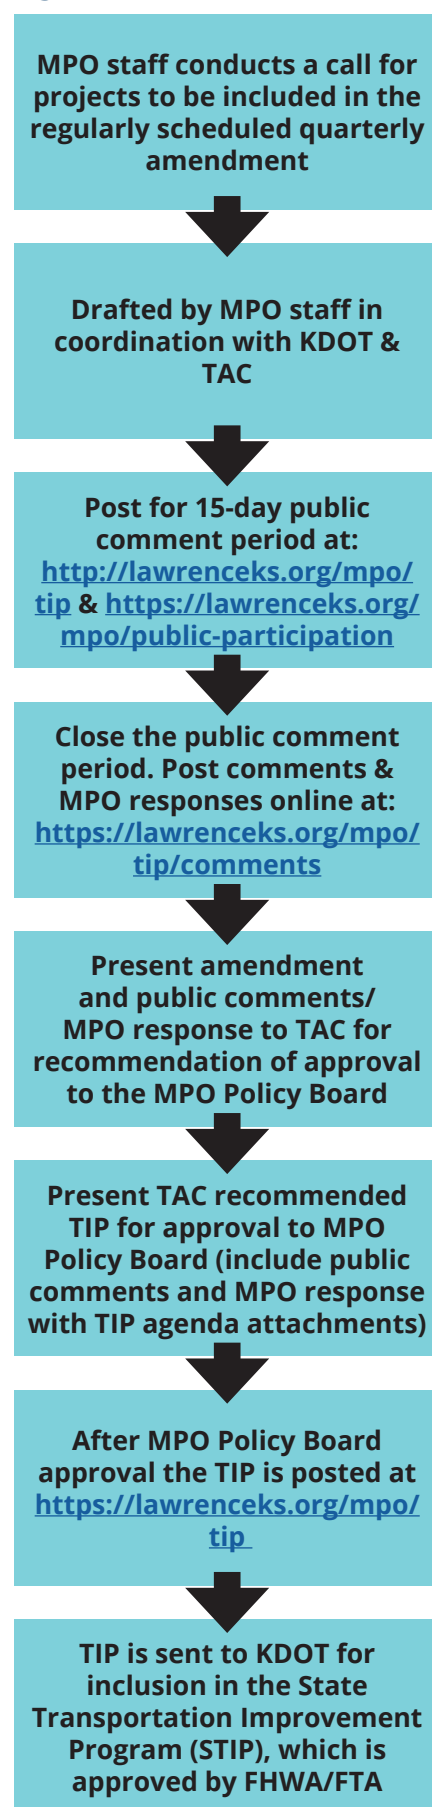 MPO staff conducts a call for
projects to be included in the
regularly scheduled quarterly
amendment
Drafted by MPO staff in
coordination with KDOT &
TAC
Post for 15-day public
comment period at:
http://lawrenceks.org/mpo/
tip & https://lawrenceks.org/
mpo/public-participation
Close the public comment
period. Post comments &
MPO responses online at:
https://lawrenceks.org/mpo/
tip/comments
Present amendment
and public comments/
MPO response to TAC for
recommendation of approval
to the MPO Policy Board
Present TAC recommended
TIP for approval to MPO
Policy Board (include public
comments and MPO response
with TIP agenda attachments)
After MPO Policy Board
approval the TIP is posted at
https://lawrenceks.org/mpo/
tip
TIP is sent to KDOT for
inclusion in the State
Transportation Improvement
Program (STIP), which is
approved by FHWA/FTA